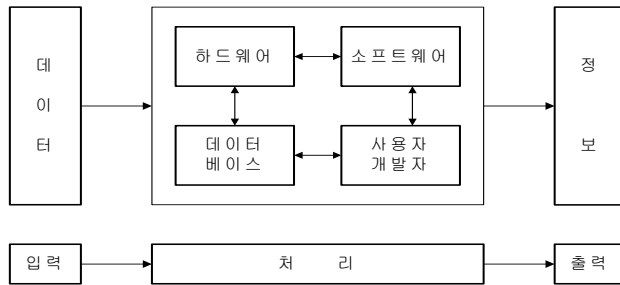 데
이
터
하드웨어
소프트웨어
데이터
베이스
사용자
개발자
정
보
입력
처 리
출력